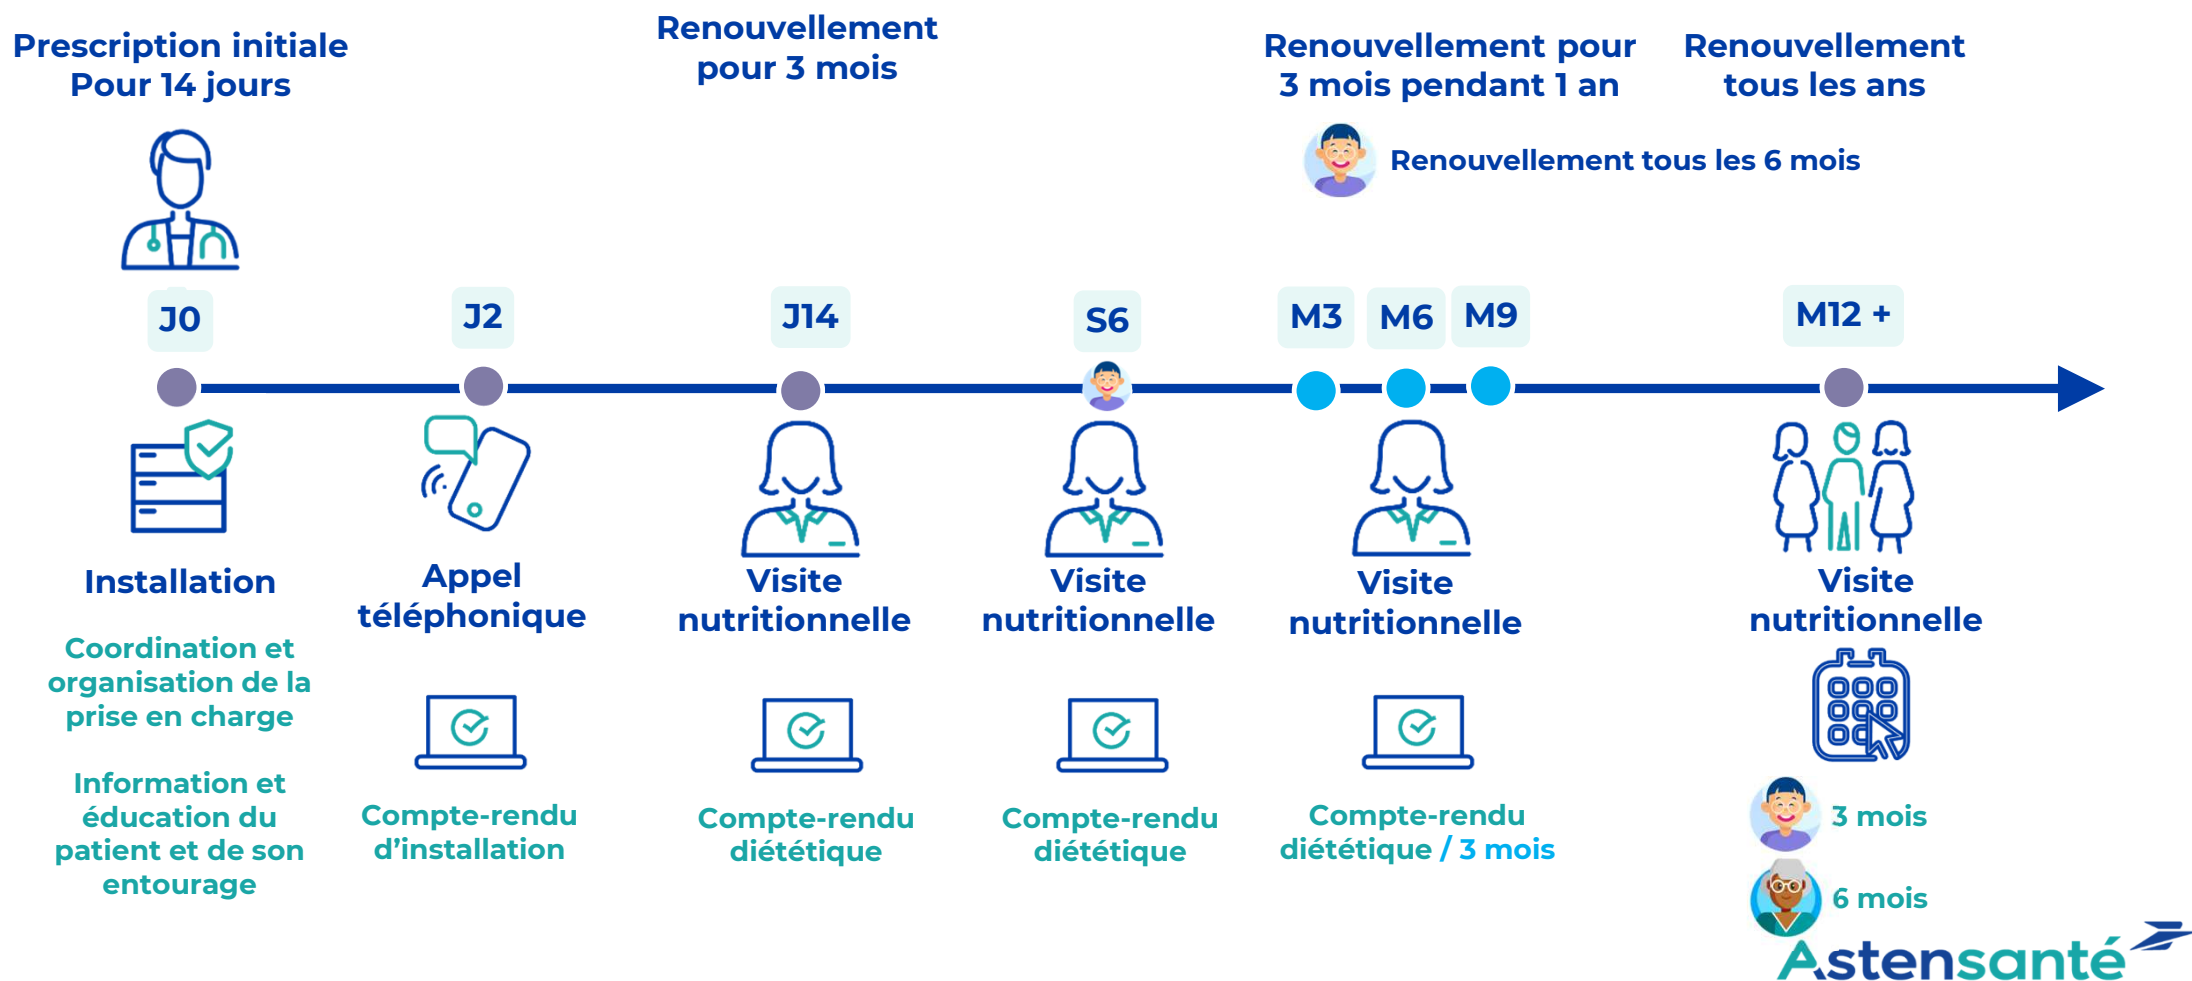 Prescription initiale
Pour 14 jours
Renouvellement
pour 3 mois
Renouvellement pour
3 mois pendant 1 an
Renouvellement
tous les ans
Renouvellement tous les 6 mois
J0
J2
J14
S6
M3
M6
M9
M12 +
Installation
Coordination et
organisation de la
prise en charge
Information et
éducation du
patient et de son
entourage
Appel
téléphonique
Compte-rendu
d’installation
Visite
nutritionnelle
Compte-rendu
diététique
Visite
nutritionnelle
Compte-rendu
diététique
Visite
nutritionnelle
Compte-rendu
diététique / 3 mois
Visite
nutritionnelle
3 mois
6 mois
Astensanté